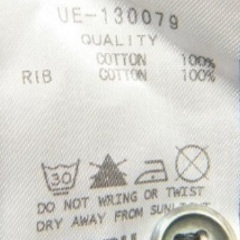 UE-130079
QUALITY
COTTON 100%
RIB COTTON 100%
30
DO NOT WRING OR TWIST
DRY AWAY FROM SUNLIGHT